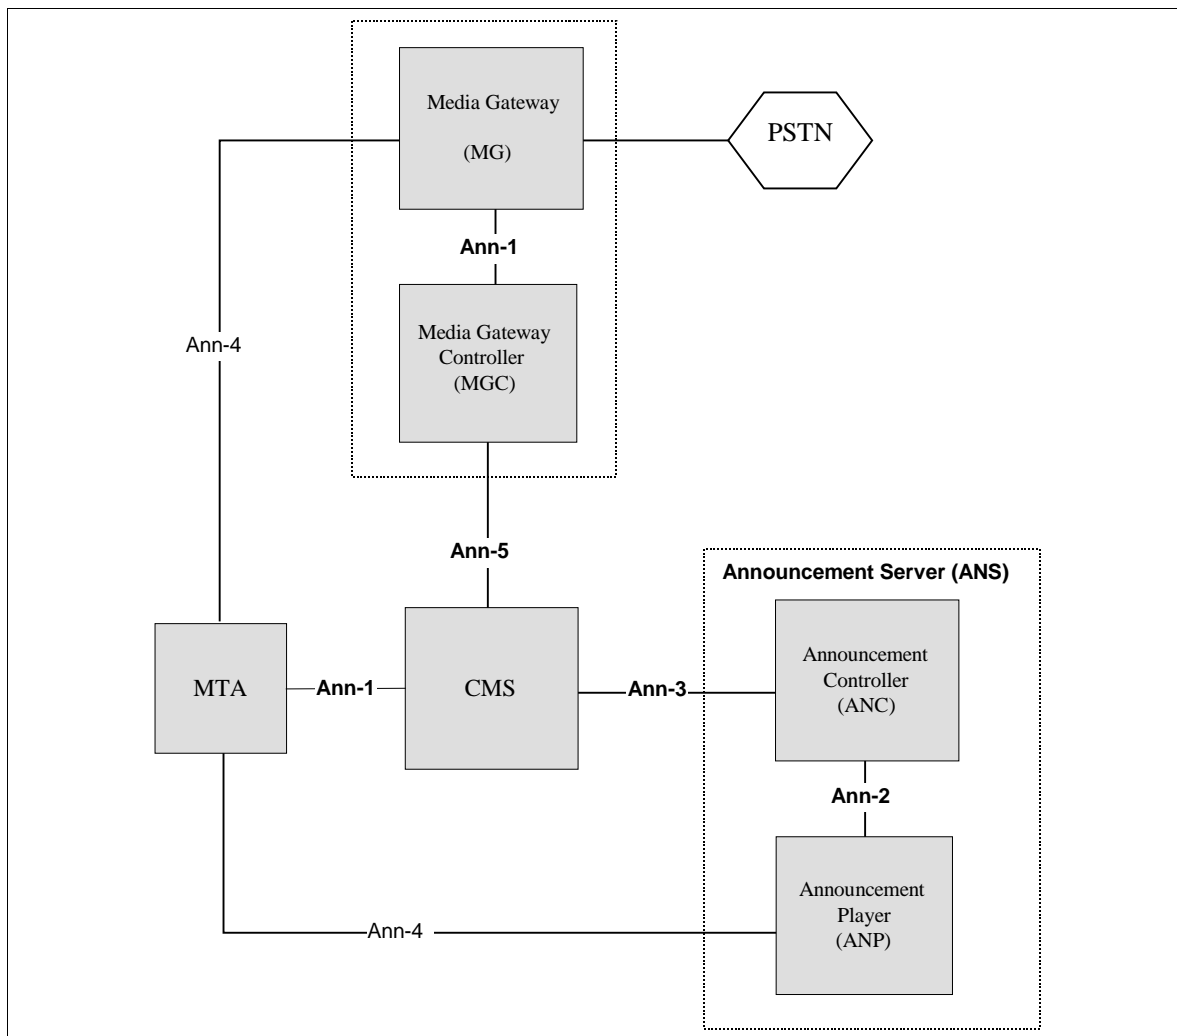 Media Gateway
(MG)
PSTN
Ann-1
Media Gateway
Controller
(MGC)
Ann-4
Ann-5
Announcement Server (ANS)
MTA
Ann-1
CMS
Ann-3
Announcement
Controller
(ANC)
Ann-2
Announcement
Player
(ANP)
Ann-4